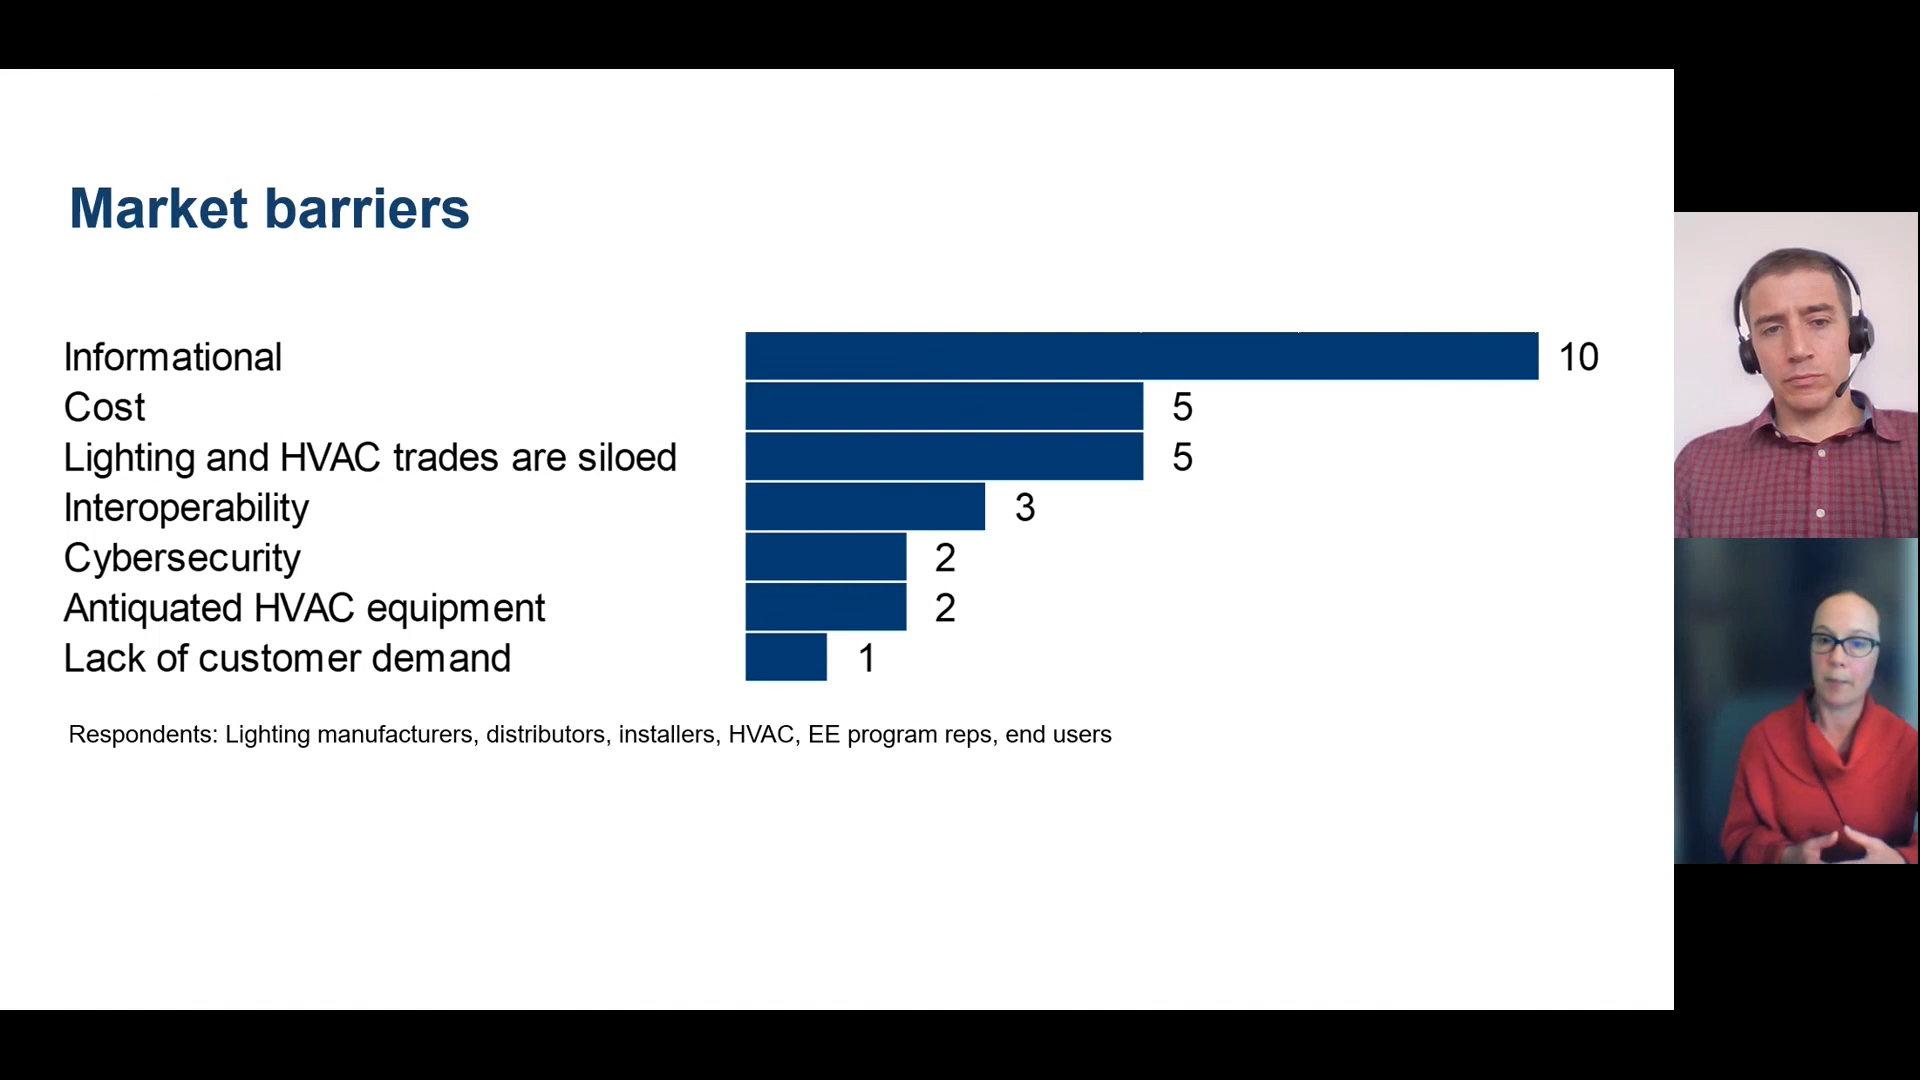 Market barriers
Informational 10
Cost 5
Lighting and HVAC trades are siloed 5
Interoperability 3
Cybersecurity 2
Antiquated HVAC equipment 2
Lack of customer demand 1
Respondents: Lighting manufacturers, distributors, installers, HVAC, EE program reps, end users